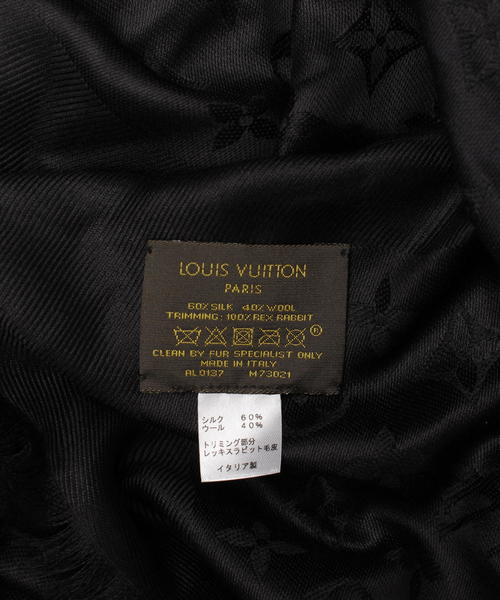 LOUIS VUITTON
PARIS
60% SILK 40% WOOL
TRIMMING: 100% REX RABBIT
®
CLEAN BY FUR SPECIALIST ONLY
MADE IN ITALY
AL0137 M73021
シルク 60%
ウール 40%
トリミング部分
レッキスラビット毛皮
イタリア製